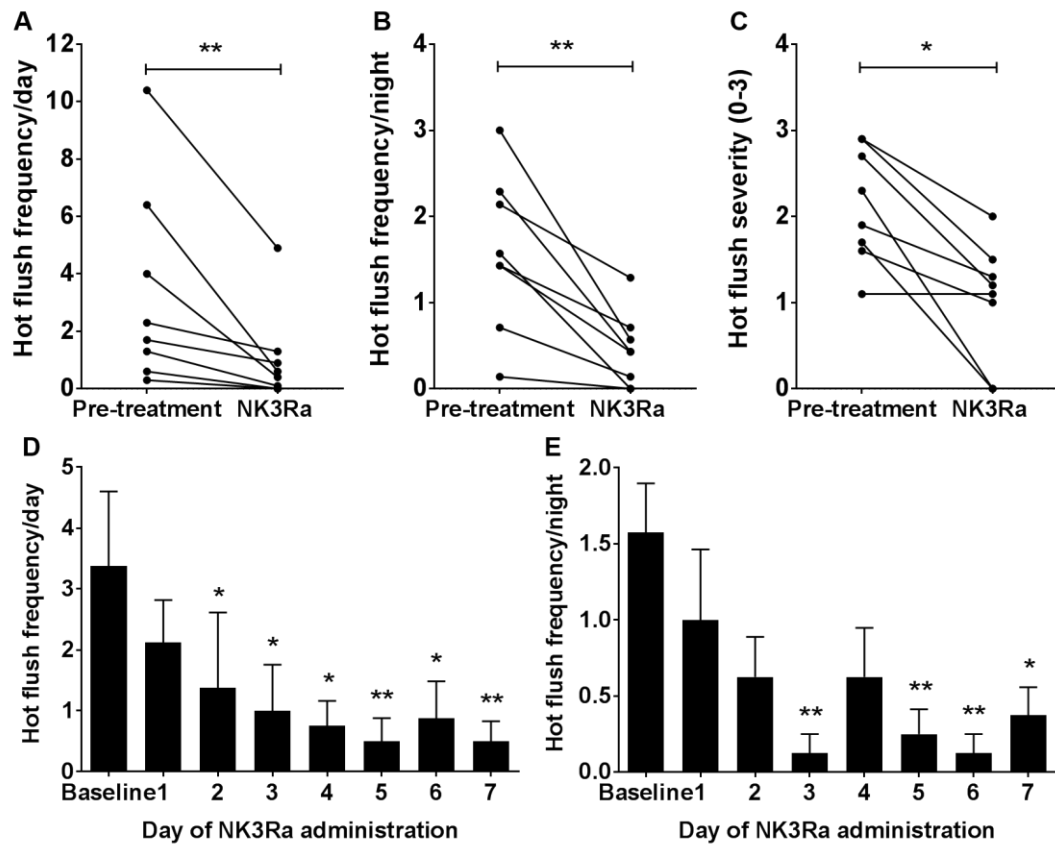 A
Hot flush frequency/day
12
10
8
6
4
2
0
**
Pre-treatment NK3Ra
B
Hot flush frequency/night
4
3
2
1
0
**
Pre-treatment NK3Ra
C
Hot flush severity (0-3)
4
3
2
1
0
*
Pre-treatment NK3Ra
D
Hot flush frequency/day
5
4
3
2
1
0
* * * ** * **
Baseline 1 2 3 4 5 6 7
Day of NK3Ra administration
E
Hot flush frequency/night
2.0
1.5
1.0
0.5
0.0
** ** ** *
Baseline 1 2 3 4 5 6 7
Day of NK3Ra administration